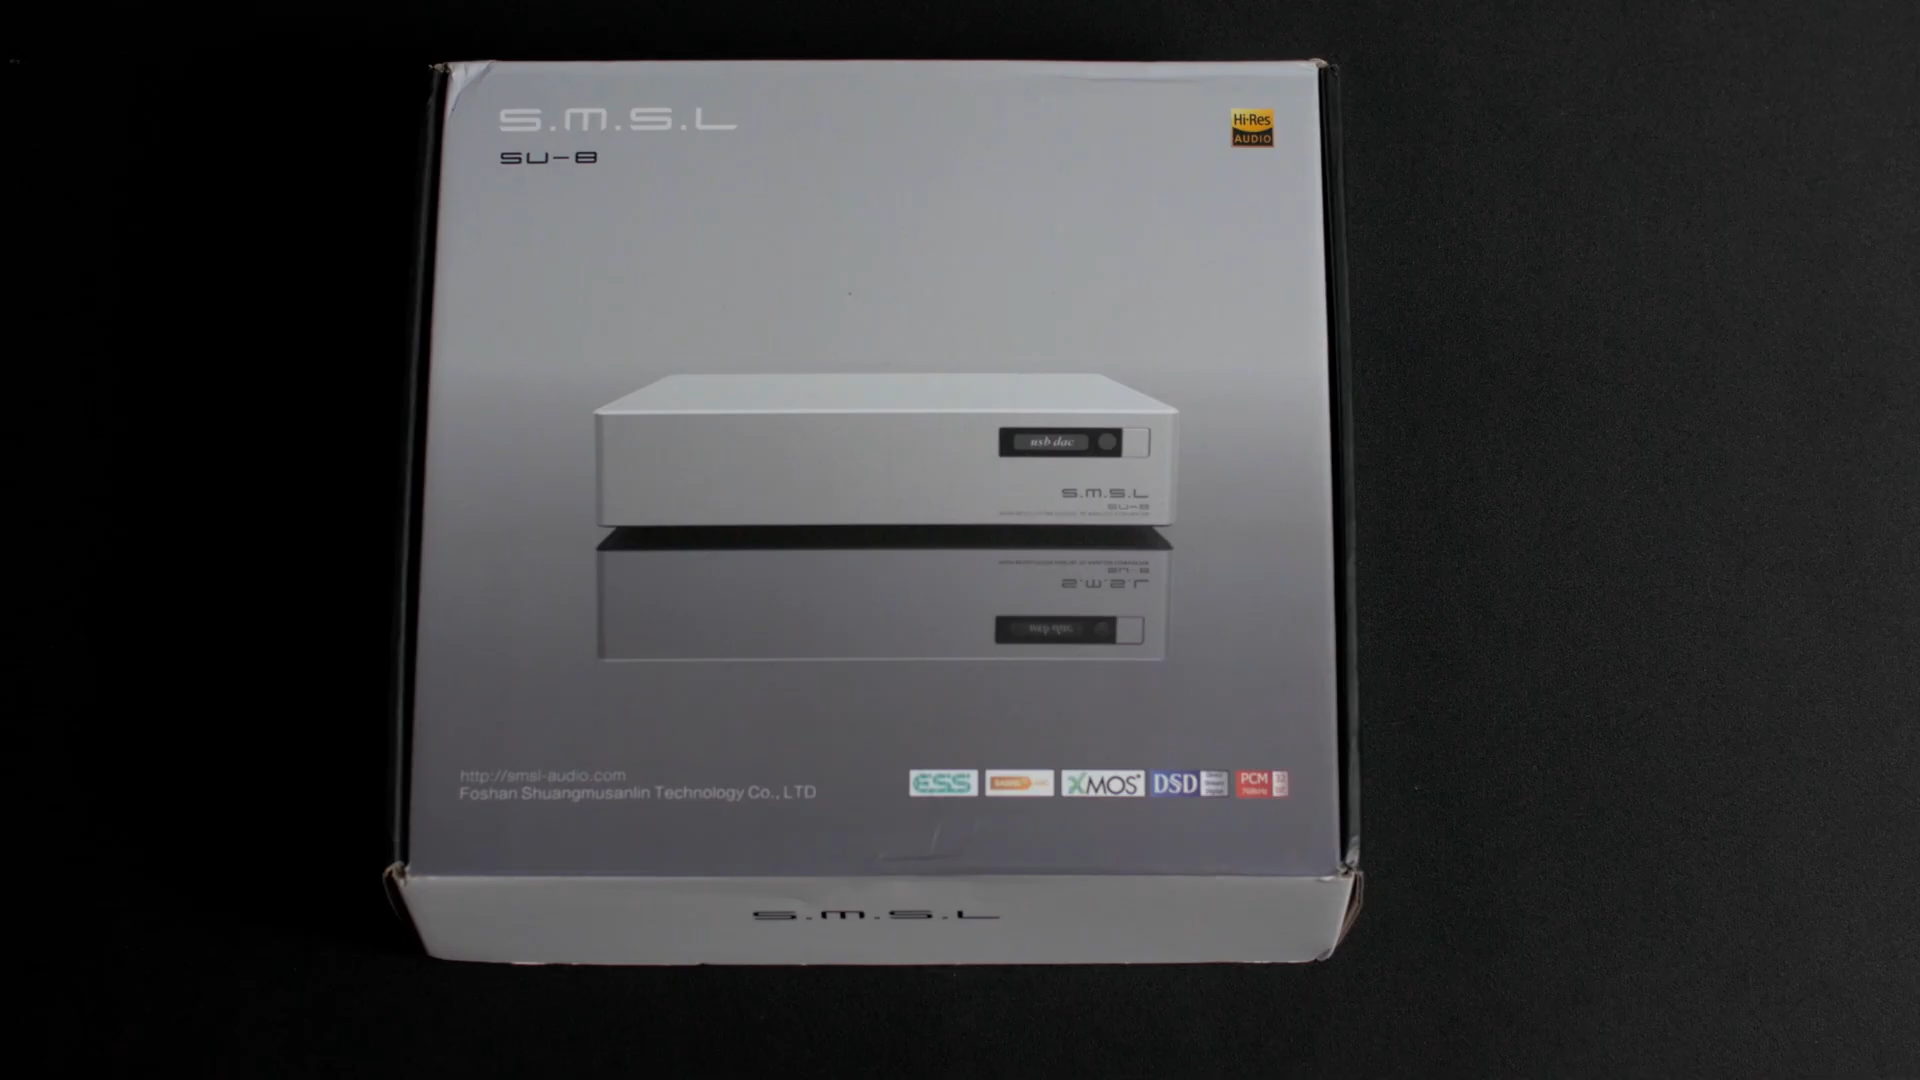 S.M.S.L
SU-8
Hi-Res
AUDIO
usb dac
S.M.S.L
SU-8
http://smsl-audio.com
Foshan Shuangmusanlin Technology Co., LTD
ESS
XMOS
DSD
PCM
768kHz
S.M.S.L